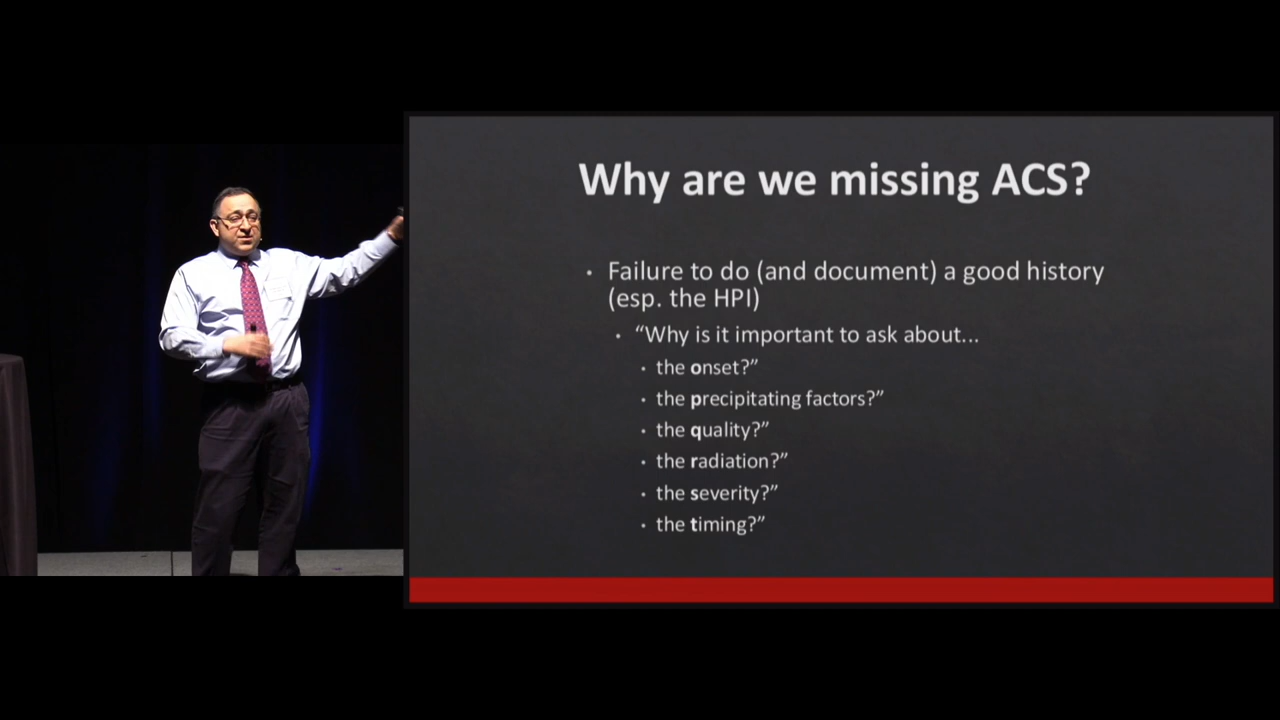 Why are we missing ACS?
Failure to do (and document) a good history
(esp. the HPI)
“Why is it important to ask about...
the onset?”
the precipitating factors?”
the quality?”
the radiation?”
the severity?”
the timing?”